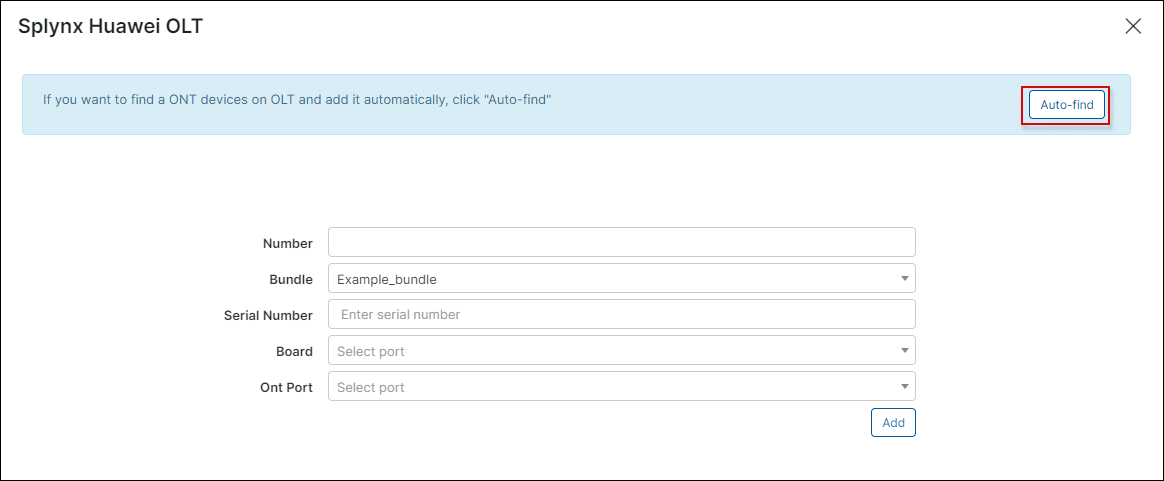 Splynx Huawei OLT
If you want to find a ONT devices on OLT and add it automatically, click "Auto-find"
Auto-find
Number
Bundle Example_bundle
Serial Number Enter serial number
Board Select port
Ont Port Select port
Add